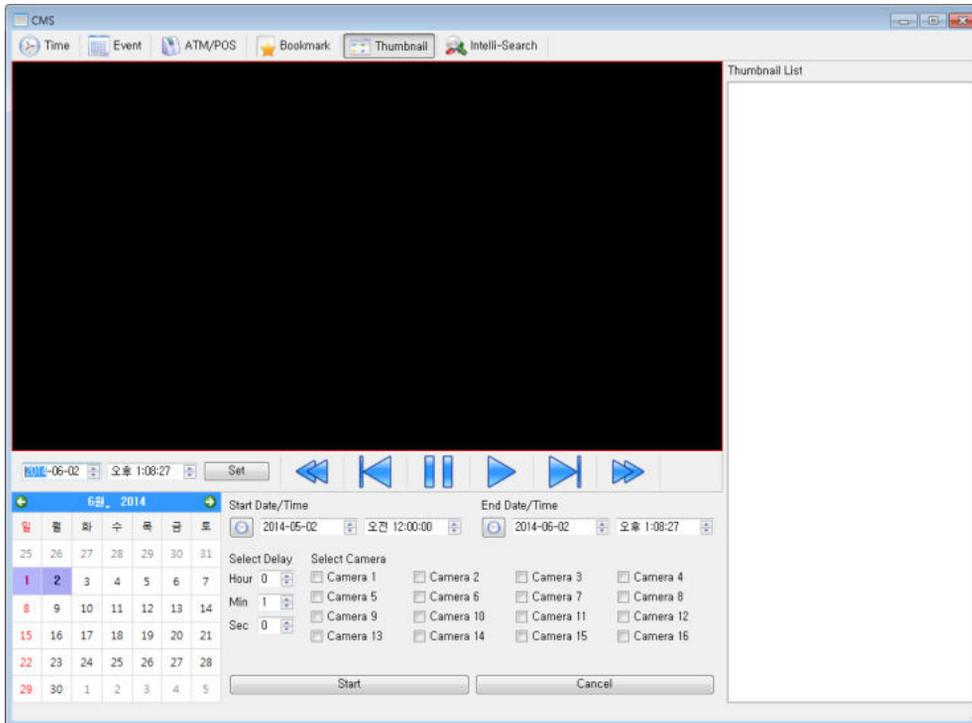 CMS
Time Event ATM/POS Bookmark Thumbnail Intelli-Search
Thumbnail List
2014-06-02 오후 1:08:27 Set
6월, 2014
일 월 화 수 목 금 토
25 26 27 28 29 30 31
1 2 3 4 5 6 7
8 9 10 11 12 13 14
15 16 17 18 19 20 21
22 23 24 25 26 27 28
29 30 1 2 3 4 5
Start Date/Time End Date/Time
2014-05-02 오전 12:00:00 2014-06-02 오후 1:08:27
Select Delay Select Camera
Hour 0 Camera 1 Camera 2 Camera 3 Camera 4
Min 1 Camera 5 Camera 6 Camera 7 Camera 8
Sec 0 Camera 9 Camera 10 Camera 11 Camera 12
Camera 13 Camera 14 Camera 15 Camera 16
Start Cancel